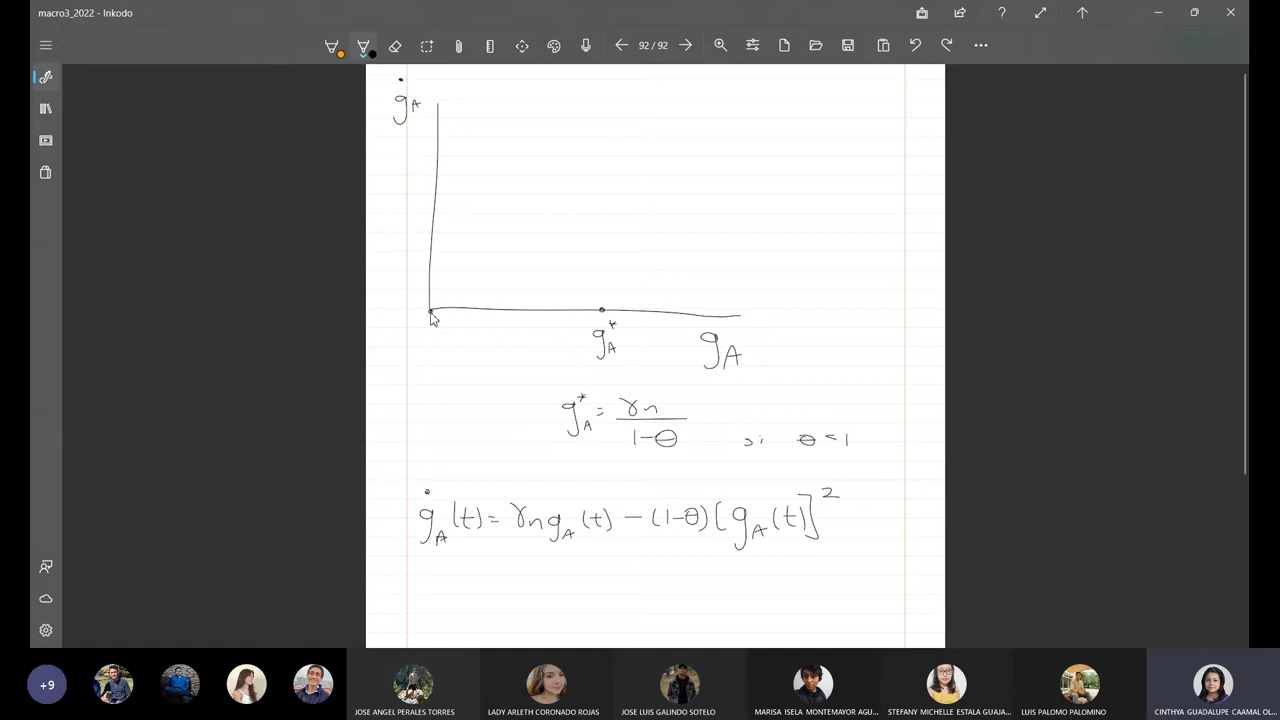 macro3_2022 - Inkodo
92 / 92
ġA
g*A
gA
g*A = γn / 1-θ si θ = 1
ġA(t) = γn gA(t) - (1-θ)[gA(t)]²
+9
JOSE ANGEL PERALES TORRES
LADY ARLETH CORONADO ROJAS
JOSE LUIS GALINDO SOTELO
MARISA ISELA MONTEMAYOR AGU...
STEFANY MICHELLE ESTALA GUAJA...
LUIS PALOMO PALOMINO
CINTHYA GUADALUPE CAAMAL OL...